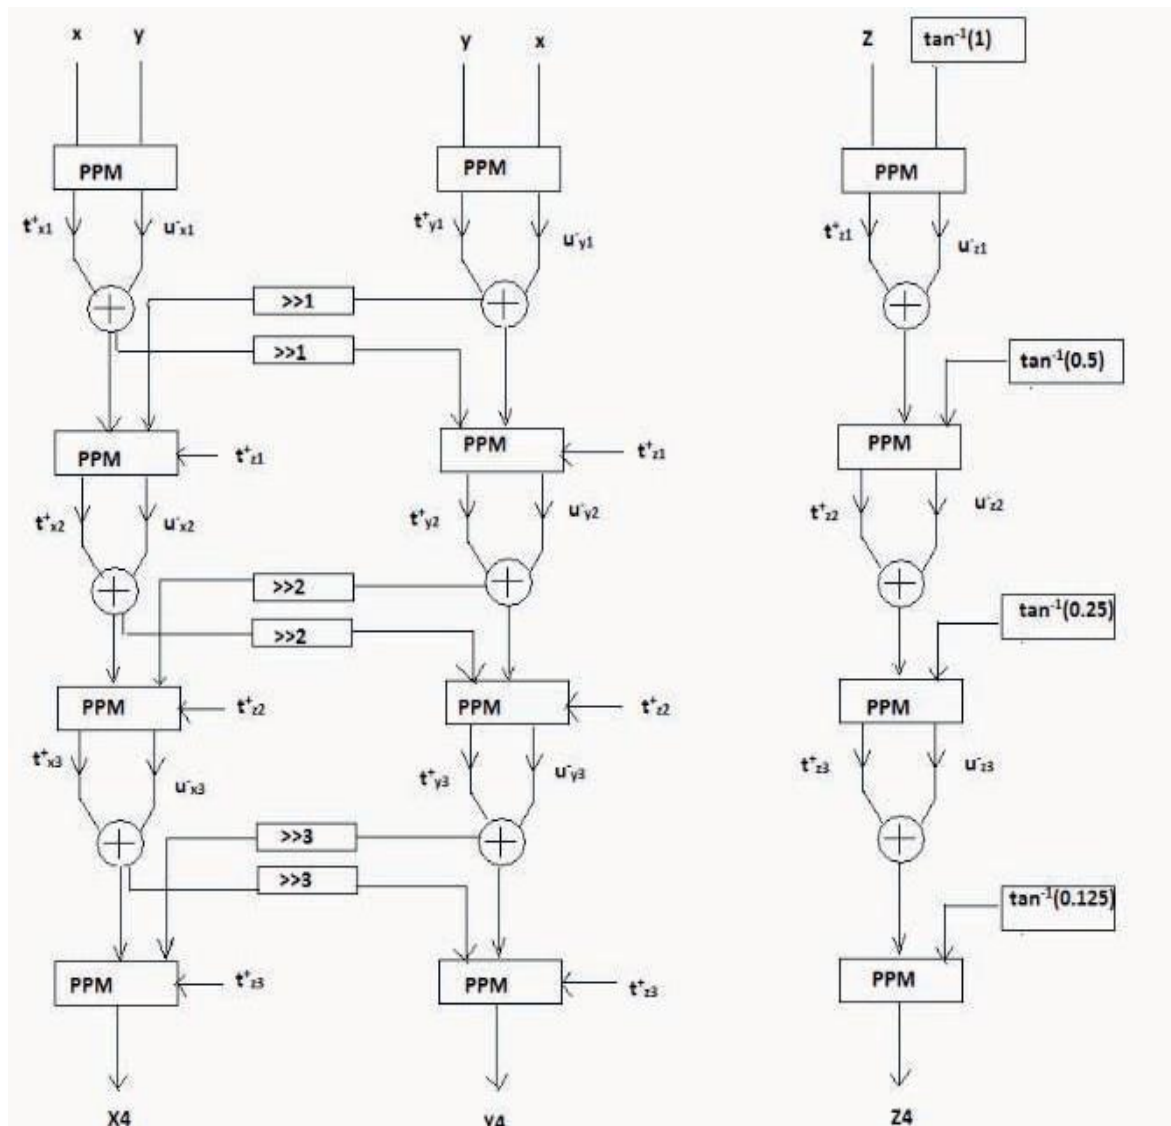 x y y x Z tan⁻¹(1)
PPM PPM PPM
t⁺x1 u⁻x1 t⁺y1 u⁻y1 t⁺z1 u⁻z1
>>1
>>1 tan⁻¹(0.5)
PPM t⁺z1 PPM t⁺z1 PPM
t⁺x2 u⁻x2 t⁺y2 u⁻y2 t⁺z2 u⁻z2
>>2 tan⁻¹(0.25)
>>2
PPM t⁺z2 PPM t⁺z2 PPM
t⁺x3 u⁻x3 t⁺y3 u⁻y3 t⁺z3 u⁻z3
>>3
>>3 tan⁻¹(0.125)
PPM t⁺z3 PPM t⁺z3 PPM
X4 Y4 Z4